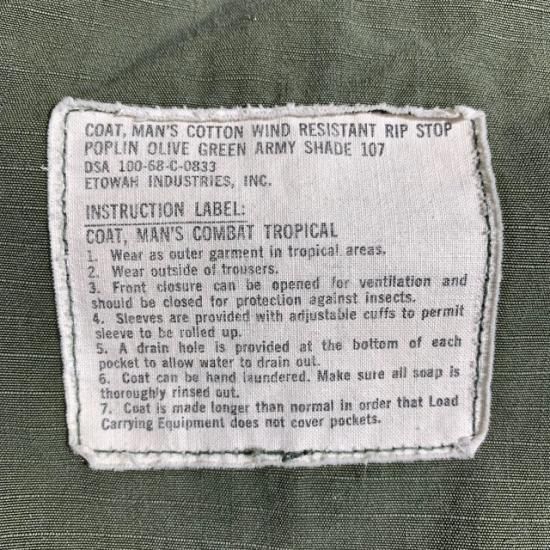 COAT, MAN'S COTTON WIND RESISTANT RIP STOP
POPLIN OLIVE GREEN ARMY SHADE 107
DSA 100-68-C-0833
ETOWAH INDUSTRIES, INC.
INSTRUCTION LABEL:
COAT, MAN'S COMBAT TROPICAL
1. Wear as outer garment in tropical areas.
2. Wear outside of trousers.
3. Front closure can be opened for ventilation and
should be closed for protection against insects.
4. Sleeves are provided with adjustable cuffs to permit
sleeve to be rolled up.
5. A drain hole is provided at the bottom of each
pocket to allow water to drain out.
6. Coat can be hand laundered. Make sure all soap is
thoroughly rinsed out.
7. Coat is made longer than normal in order that Load
Carrying Equipment does not cover pockets.